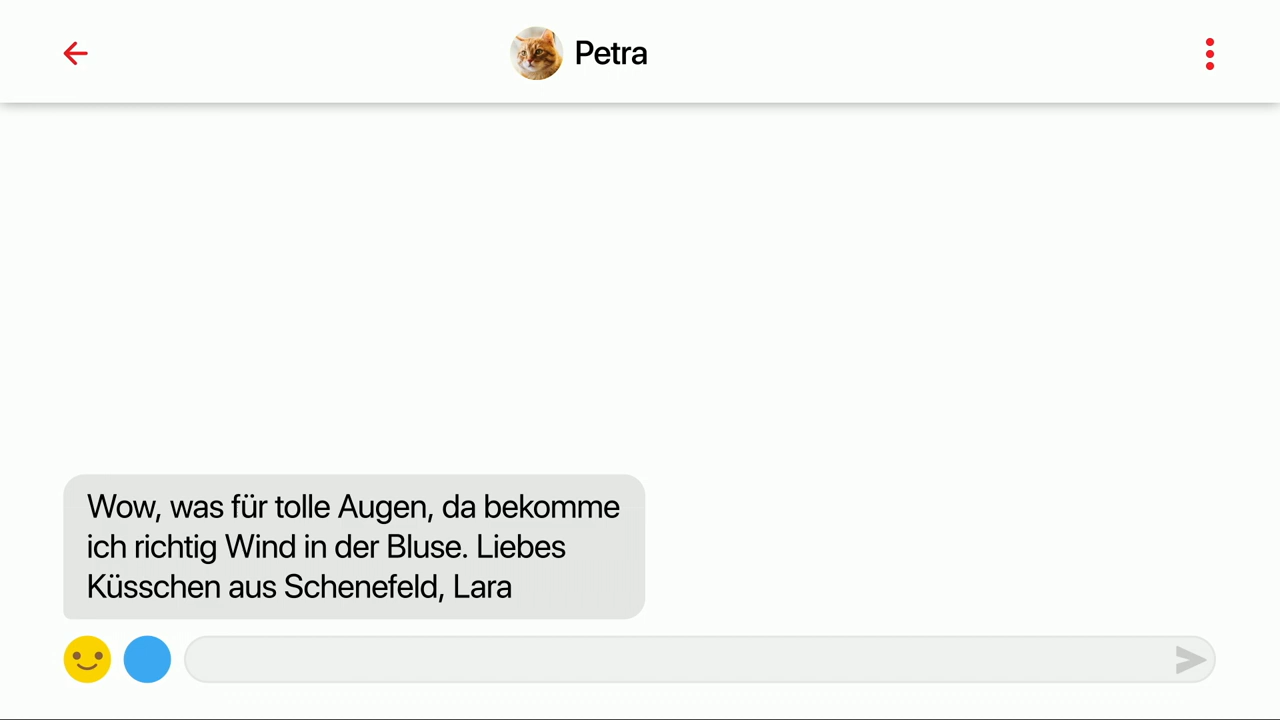 Petra
Wow, was für tolle Augen, da bekomme
ich richtig Wind in der Bluse. Liebes
Küsschen aus Schenefeld, Lara